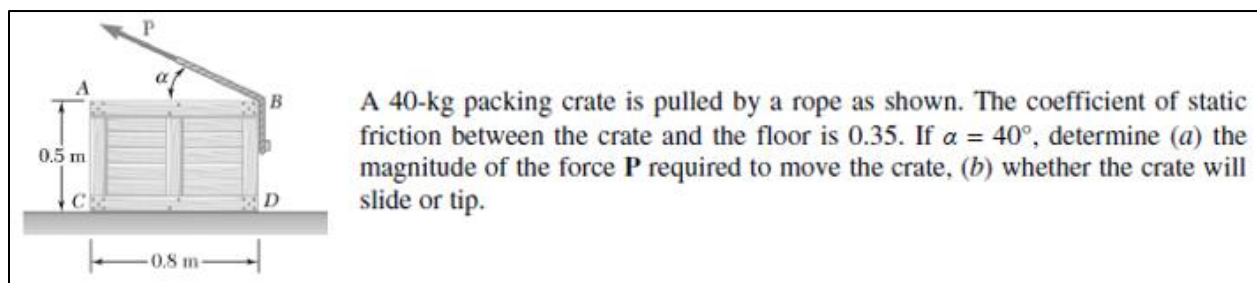 P
α
A
B
0.5 m
C
D
0.8 m
A 40-kg packing crate is pulled by a rope as shown. The coefficient of static
friction between the crate and the floor is 0.35. If α = 40°, determine (a) the
magnitude of the force P required to move the crate, (b) whether the crate will
slide or tip.